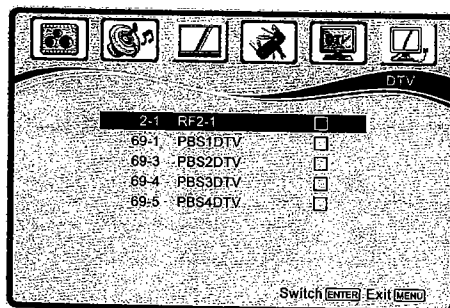 DTV
DTV
2-1 RF2-1
69-1 PBS1DTV
69-3 PBS2DTV
69-4 PBS3DTV
69-5 PBS4DTV
Switch ENTER Exit MENU